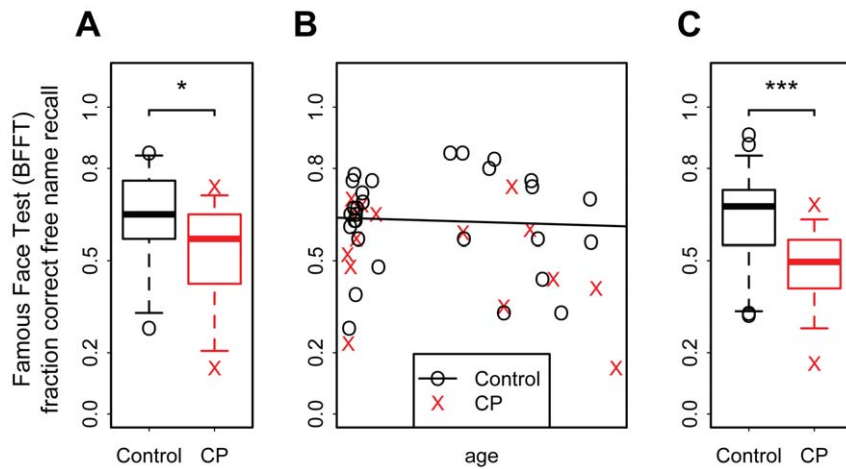 A
B
C
Famous Face Test (BFFT)
fraction correct free name recall
1.0
0.8
0.5
0.2
0.0
*
Control
CP
1.0
0.8
0.5
0.2
0.0
Control
CP
age
1.0
0.8
0.5
0.2
0.0
***
Control
CP